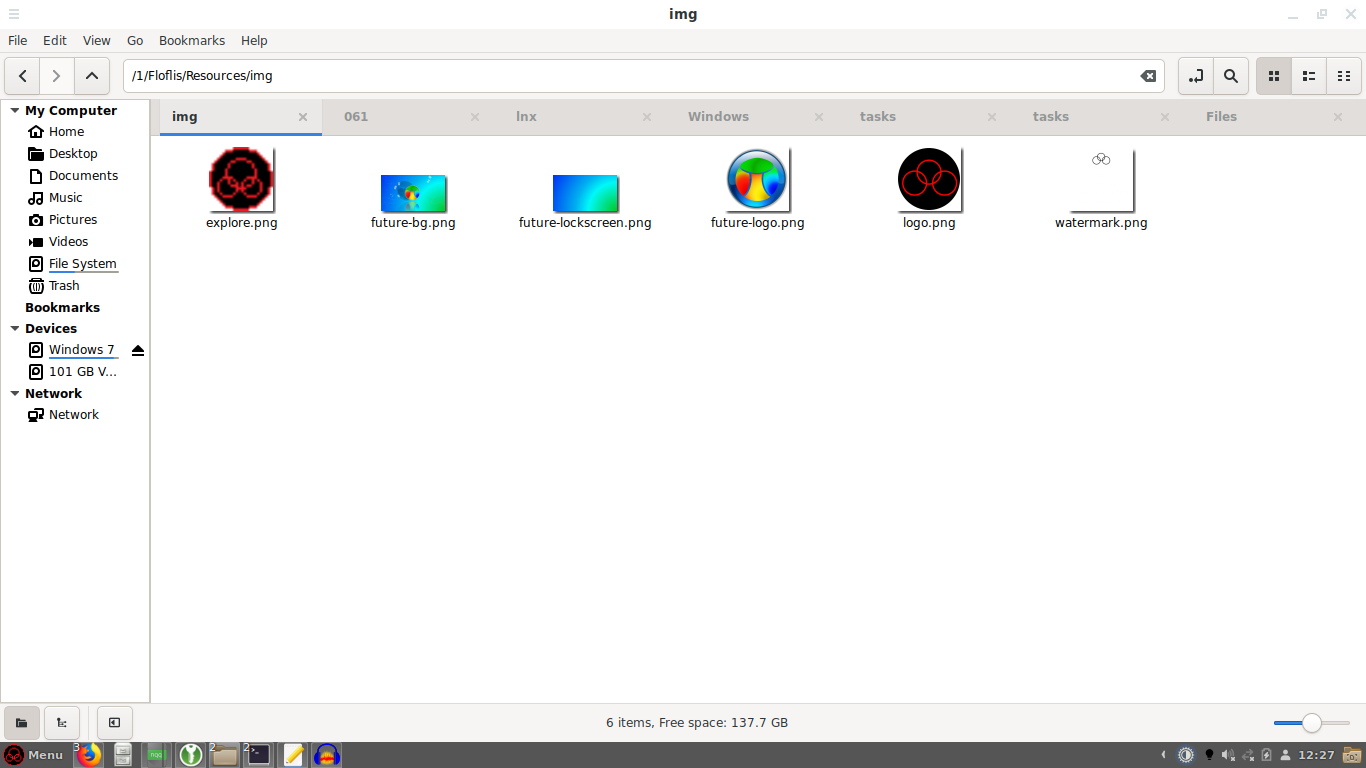 img
File Edit View Go Bookmarks Help
/1/Floflis/Resources/img
My Computer
Home
Desktop
Documents
Music
Pictures
Videos
File System
Trash
Bookmarks
Devices
Windows 7
101 GB V...
Network
Network
img 061 lnx Windows tasks tasks Files
explore.png future-bg.png future-lockscreen.png future-logo.png logo.png watermark.png
6 items, Free space: 137.7 GB
Menu 3 2 2 12:27